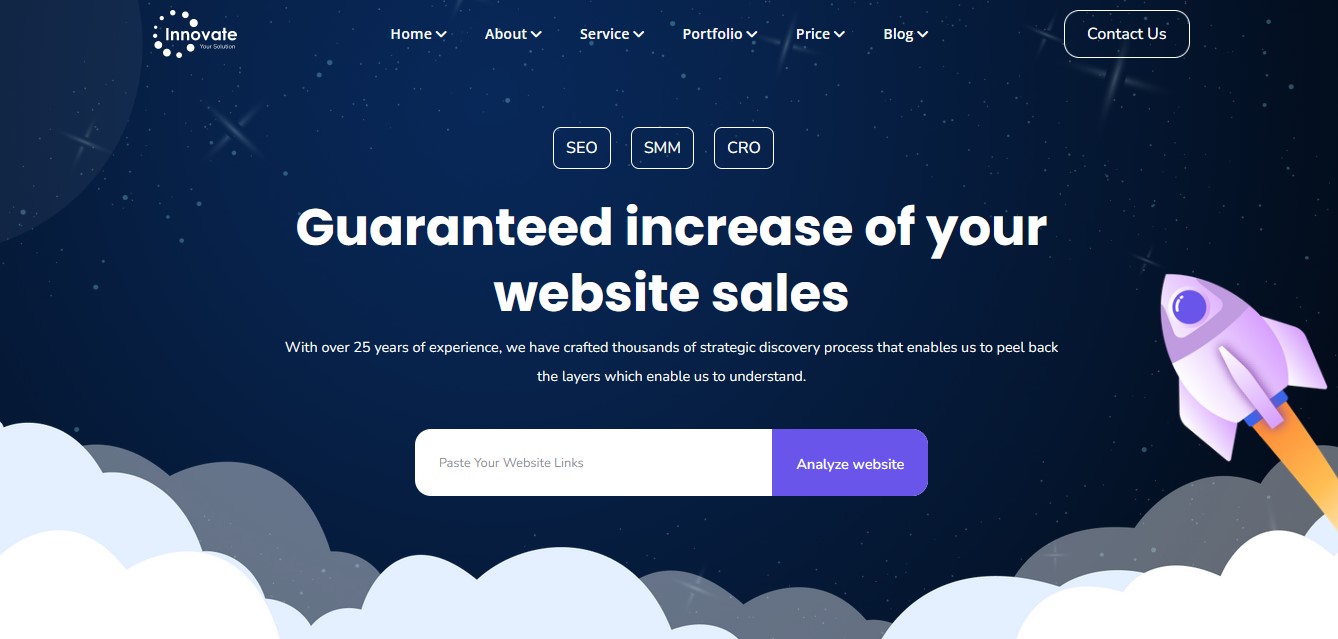 Innovate
Your Solution
Home
About
Service
Portfolio
Price
Blog
Contact Us
SEO
SMM
CRO
Guaranteed increase of your
website sales
With over 25 years of experience, we have crafted thousands of strategic discovery process that enables us to peel back
the layers which enable us to understand.
Paste Your Website Links
Analyze website